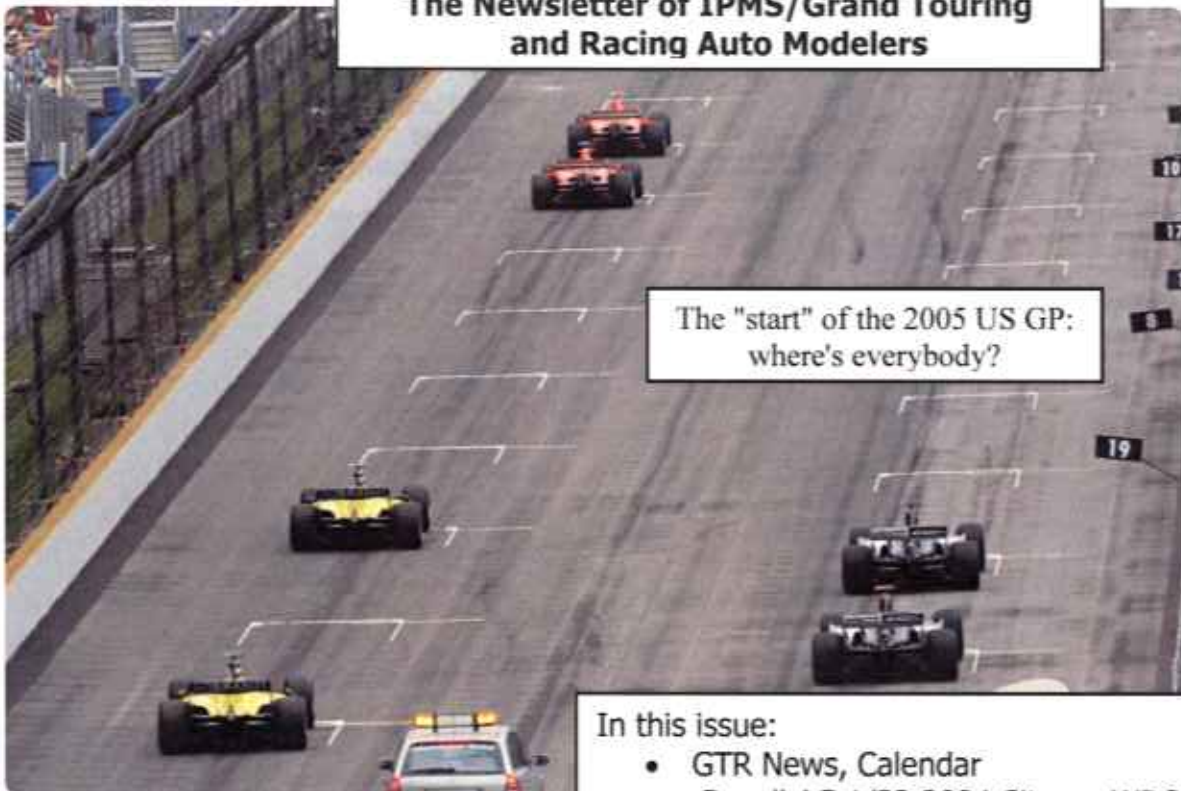 The Newsletter of IPMS/Grand Touring
and Racing Auto Modelers
10
The "start" of the 2005 US GP:
where's everybody?
8
19
In this issue:
• GTR News, Calendar